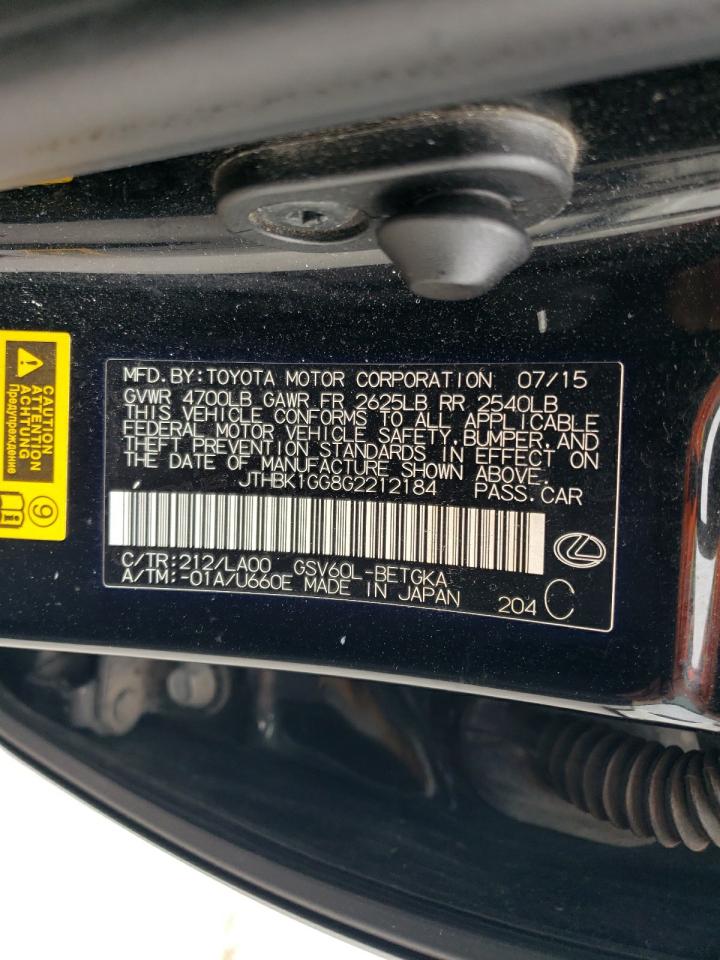 MFD.BY:TOYOTA MOTOR CORPORATION 07/15
GVWR 4700LB GAWR FR 2625LB RR 2540LB
THIS VEHICLE CONFORMS TO ALL APPLICABLE
FEDERAL MOTOR VEHICLE SAFETY,BUMPER,AND
THEFT PREVENTION STANDARDS IN EFFECT ON
THE DATE OF MANUFACTURE SHOWN ABOVE.
JTHBK1GG8G2212184 PASS.CAR
C/TR:212/LA00 GSV60L-BETGKA
A/TM:-01A/U660E MADE IN JAPAN 204 C
CAUTION
ATTENTION
ACHTUNG
Предупреждение
9